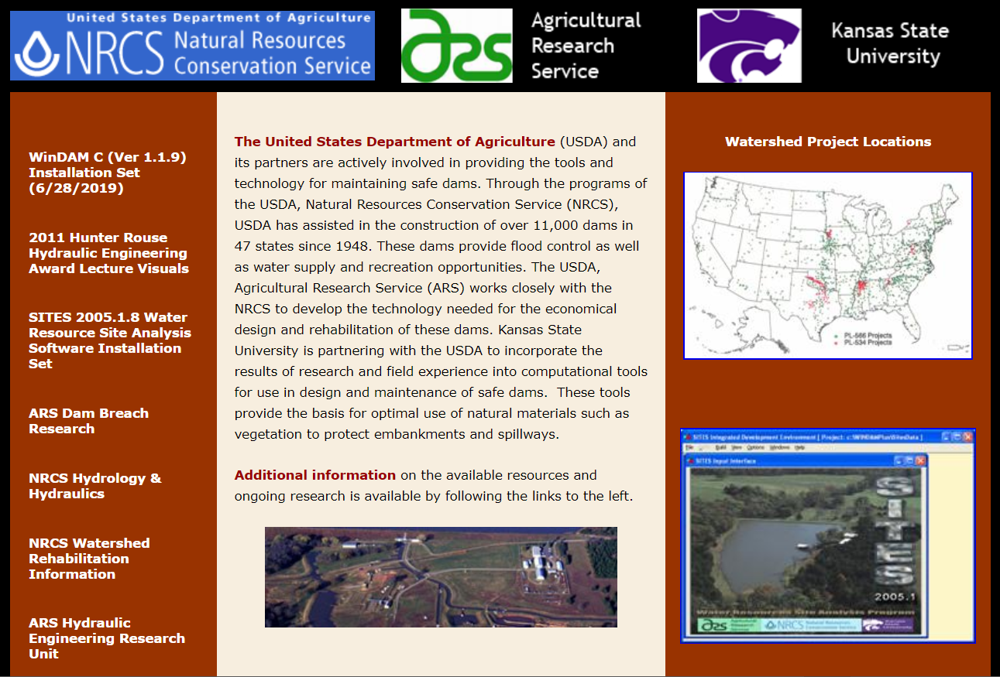 United States Department of Agriculture
NRCS
Natural Resources
Conservation Service
ars
Agricultural
Research
Service
Kansas State
University
WinDAM C (Ver 1.1.9)
Installation Set
(6/28/2019)
2011 Hunter Rouse
Hydraulic Engineering
Award Lecture Visuals
SITES 2005.1.8 Water
Resource Site Analysis
Software Installation
Set
ARS Dam Breach
Research
NRCS Hydrology &
Hydraulics
NRCS Watershed
Rehabilitation
Information
ARS Hydraulic
Engineering Research
Unit
The United States Department of Agriculture (USDA) and
its partners are actively involved in providing the tools and
technology for maintaining safe dams. Through the programs of
the USDA, Natural Resources Conservation Service (NRCS),
USDA has assisted in the construction of over 11,000 dams in
47 states since 1948. These dams provide flood control as well
as water supply and recreation opportunities. The USDA,
Agricultural Research Service (ARS) works closely with the
NRCS to develop the technology needed for the economical
design and rehabilitation of these dams. Kansas State
University is partnering with the USDA to incorporate the
results of research and field experience into computational tools
for use in design and maintenance of safe dams.  These tools
provide the basis for optimal use of natural materials such as
vegetation to protect embankments and spillways.
Additional information on the available resources and
ongoing research is available by following the links to the left.
Watershed Project Locations
PL-566 Projects
PL-534 Projects
SITES Integrated Development Environment [ Project: c:\WINDAMPlus\SitesData ]
File Build View Options Windows Help
SITES Input Interface
SITES
2005.1
Water Resources Site Analysis Program
ars
Agricultural
Research
Service
NRCS
Natural Resources
Conservation Service